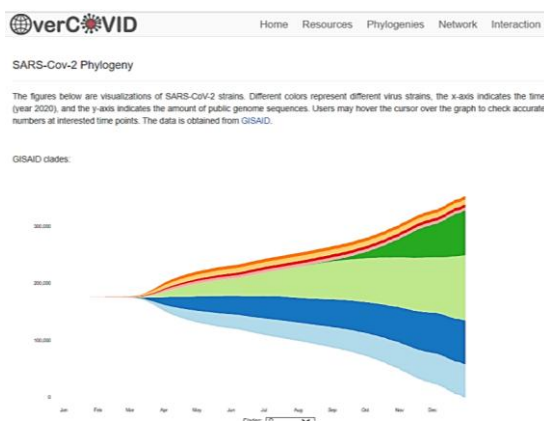 OverCOVID
Home Resources Phylogenies Network Interaction
SARS-Cov-2 Phylogeny
The figures below are visualizations of SARS-CoV-2 strains. Different colors represent different virus strains, the x-axis indicates the time
(year 2020), and the y-axis indicates the amount of public genome sequences. Users may hover the cursor over the graph to check accurate
numbers at interested time points. The data is obtained from GISAID.
GISAID clades:
300,000
200,000
100,000
0
Jan Feb Mar Apr May Jun Jul Aug Sep Oct Nov Dec